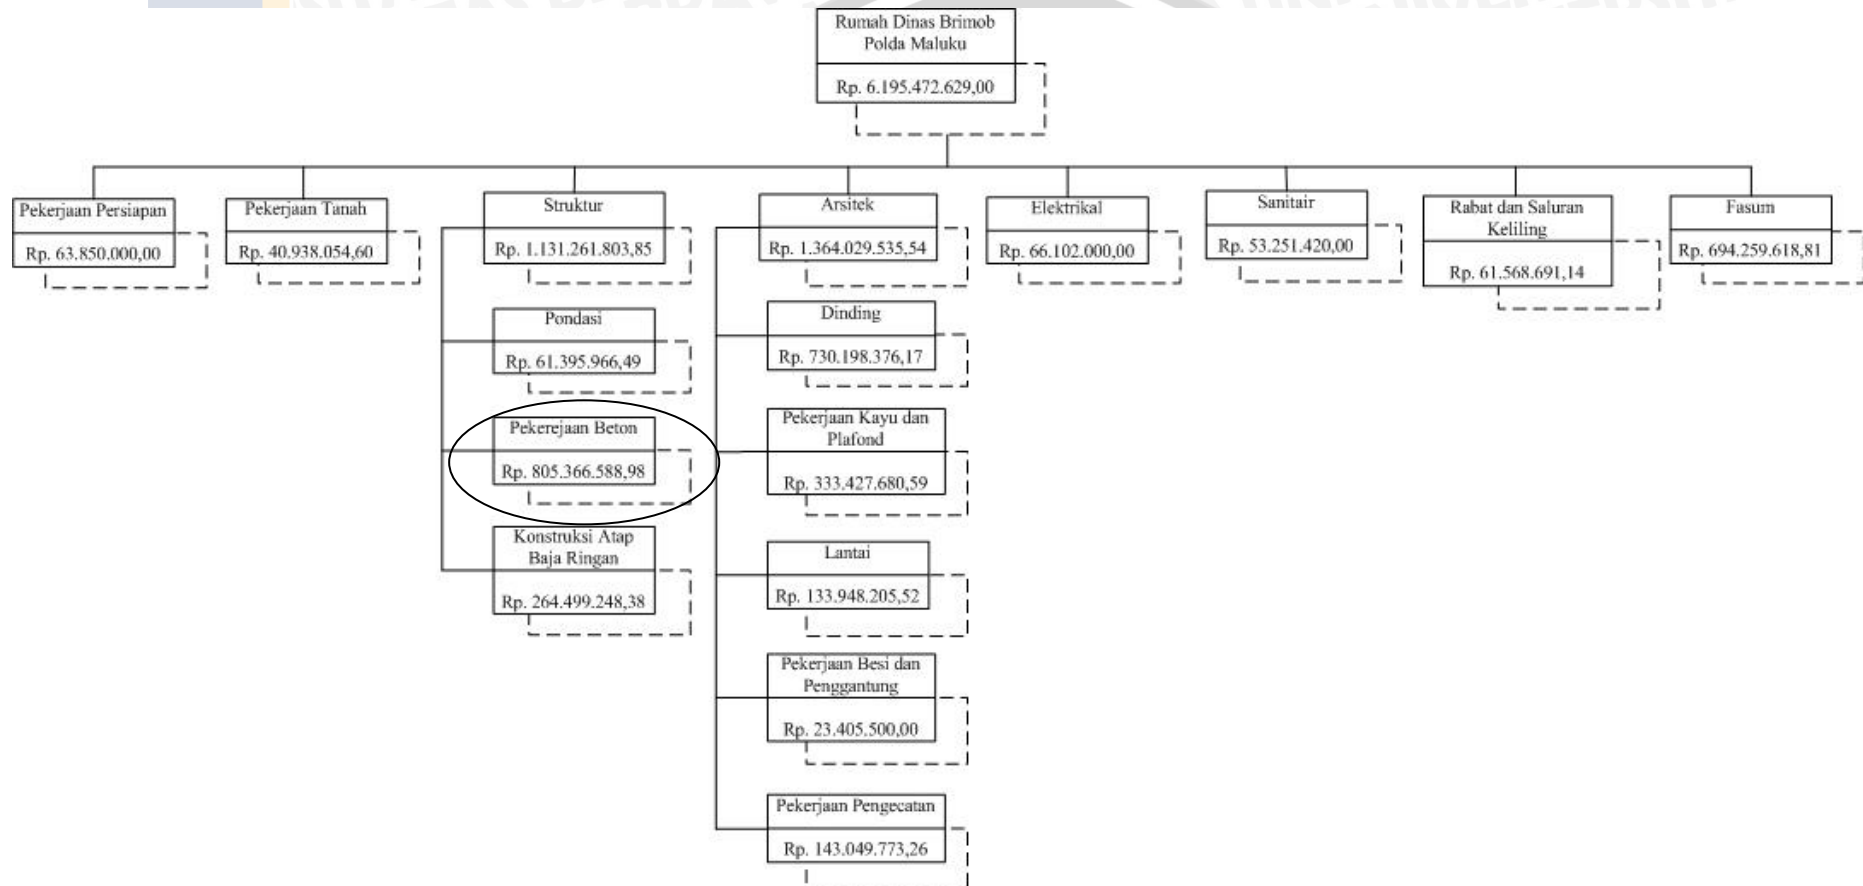 Rumah Dinas Brimob
Polda Maluku
Rp. 6.195.472.629,00
Pekerjaan Persiapan
Rp. 63.850.000,00
Pekerjaan Tanah
Rp. 40.938.054,60
Struktur
Rp. 1.131.261.803,85
Arsitek
Rp. 1.364.029.535,54
Elektrikal
Rp. 66.102.000,00
Sanitair
Rp. 53.251.420,00
Rabat dan Saluran
Keliling
Rp. 61.568.691,14
Fasum
Rp. 694.259.618,81
Pondasi
Rp. 61.395.966,49
Pekerejaan Beton
Rp. 805.366.588,98
Konstruksi Atap
Baja Ringan
Rp. 264.499.248,38
Dinding
Rp. 730.198.376,17
Pekerjaan Kayu dan
Plafond
Rp. 333.427.680,59
Lantai
Rp. 133.948.205,52
Pekerjaan Besi dan
Penggantung
Rp. 23.405.500,00
Pekerjaan Pengecatan
Rp. 143.049.773,26